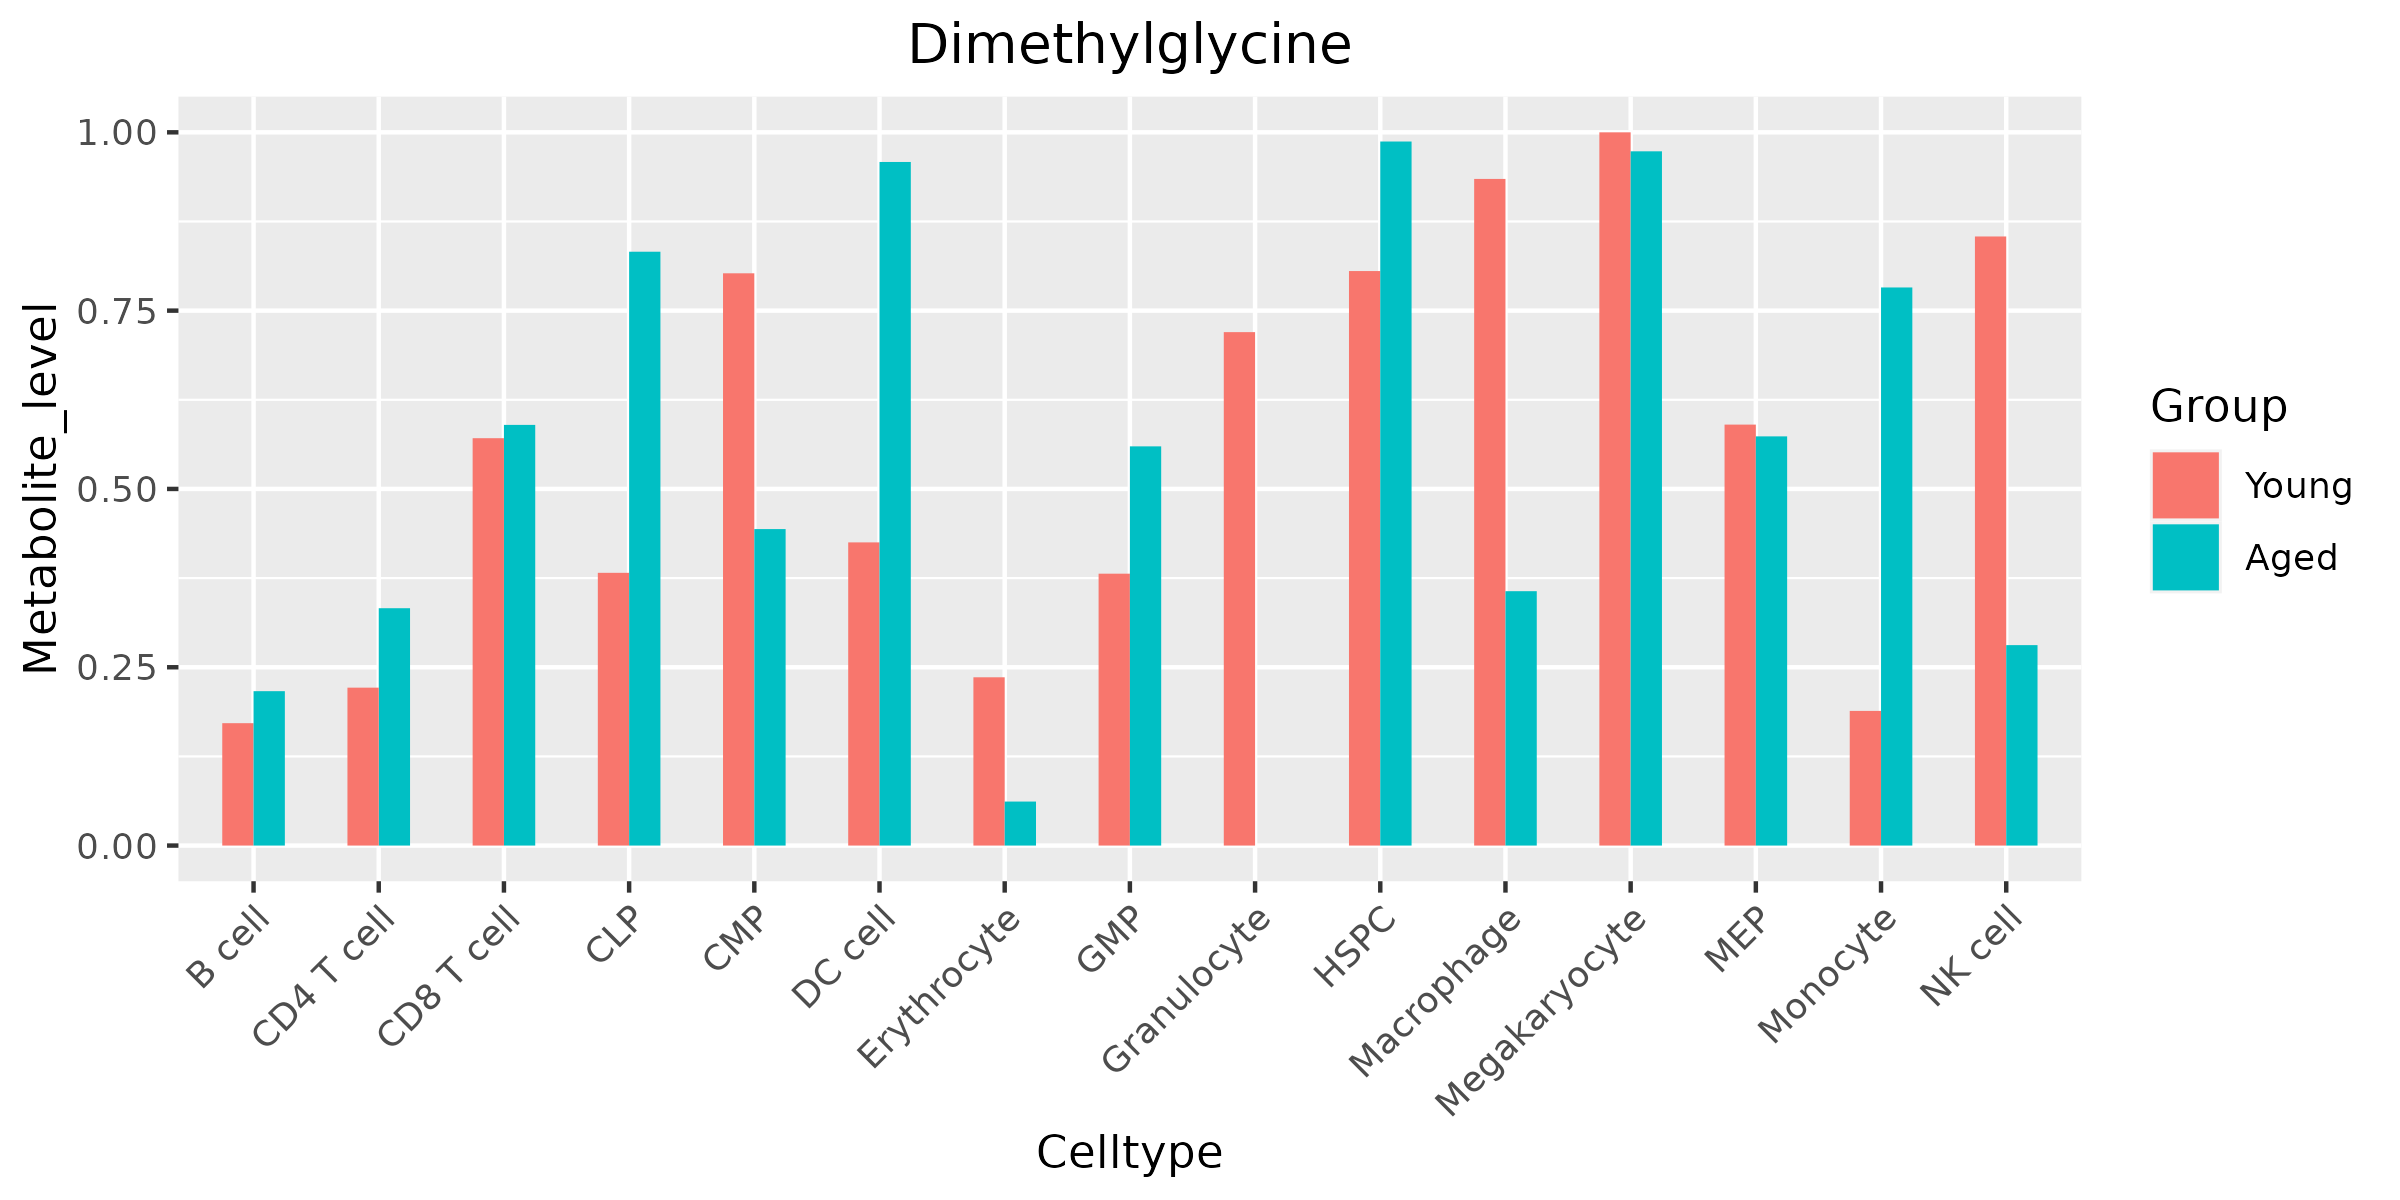 Dimethylglycine
Metabolite_level
1.00
0.75
0.50
0.25
0.00
B cell
CD4 T cell
CD8 T cell
CLP
CMP
DC cell
Erythrocyte
GMP
Granulocyte
HSPC
Macrophage
Megakaryocyte
MEP
Monocyte
NK cell
Celltype
Group
Young
Aged